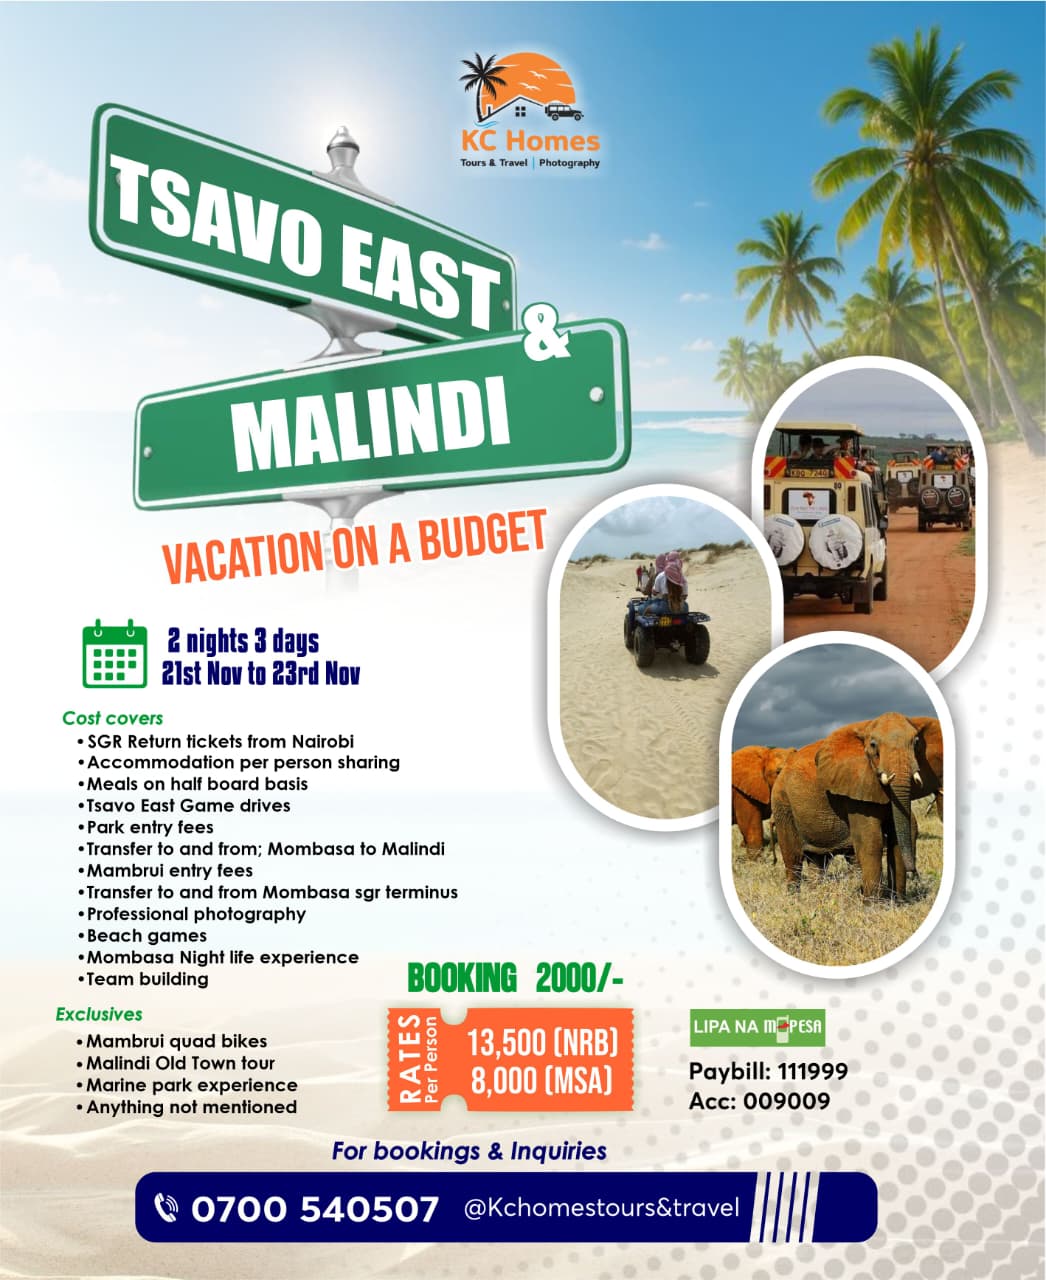 KC Homes
Tours & Travel | Photography
TSAVO EAST
&
MALINDI
VACATION ON A BUDGET
2 nights 3 days
21st Nov to 23rd Nov
Cost covers
• SGR Return tickets from Nairobi
• Accommodation per person sharing
• Meals on half board basis
• Tsavo East Game drives
• Park entry fees
• Transfer to and from; Mombasa to Malindi
• Mambrui entry fees
• Transfer to and from Mombasa sgr terminus
• Professional photography
• Beach games
• Mombasa Night life experience
• Team building
Exclusives
• Mambrui quad bikes
• Malindi Old Town tour
• Marine park experience
• Anything not mentioned
BOOKING 2000/-
RATES
Per Person
13,500 (NRB)
8,000 (MSA)
LIPA NA M-PESA
Paybill: 111999
Acc: 009009
For bookings & Inquiries
0700 540507 @Kchomestours&travel